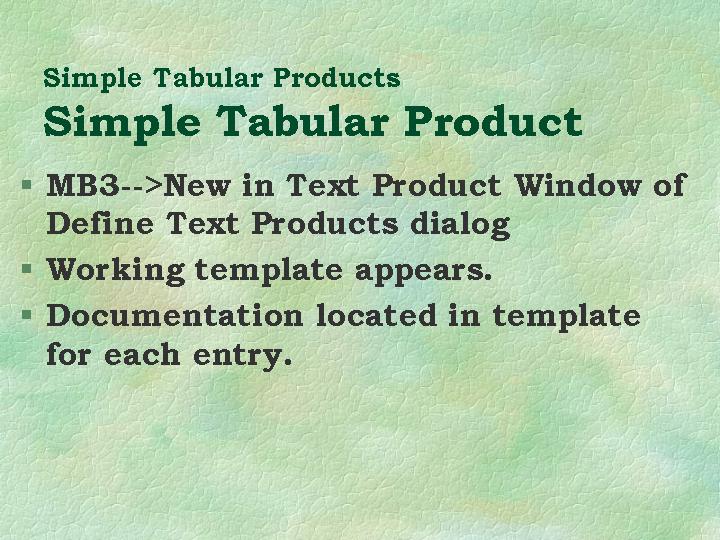 Simple Tabular Products
Simple Tabular Product
▪ MB3-->New in Text Product Window of
Define Text Products dialog
▪ Working template appears.
▪ Documentation located in template
for each entry.